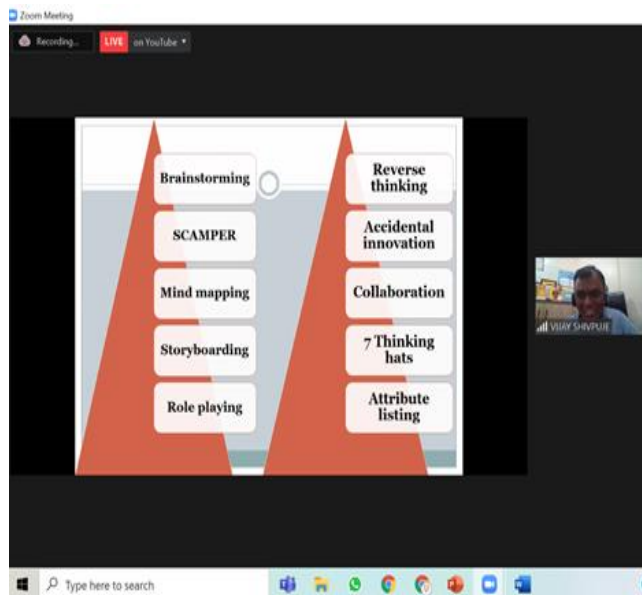 Zoom Meeting
Recording...
LIVE on YouTube
Brainstorming
SCAMPER
Mind mapping
Storyboarding
Role playing
Reverse
thinking
Accidental
innovation
Collaboration
7 Thinking
hats
Attribute
listing
VIJAY SHIVPUJE
Type here to search